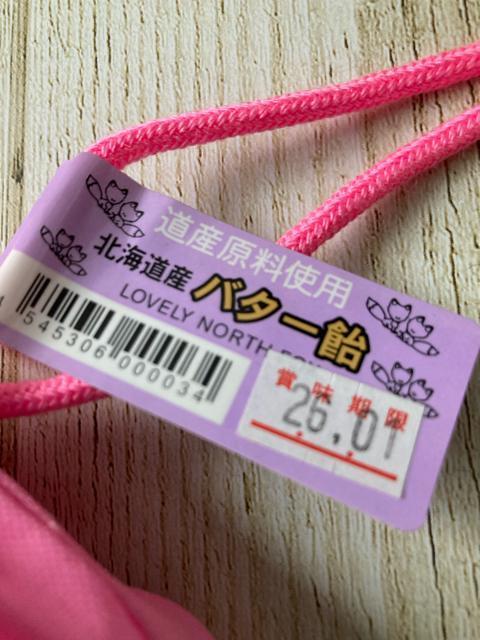 道産原料使用
北海道産 バター飴
LOVELY NORTH
545306 000034
賞味期限
26.01